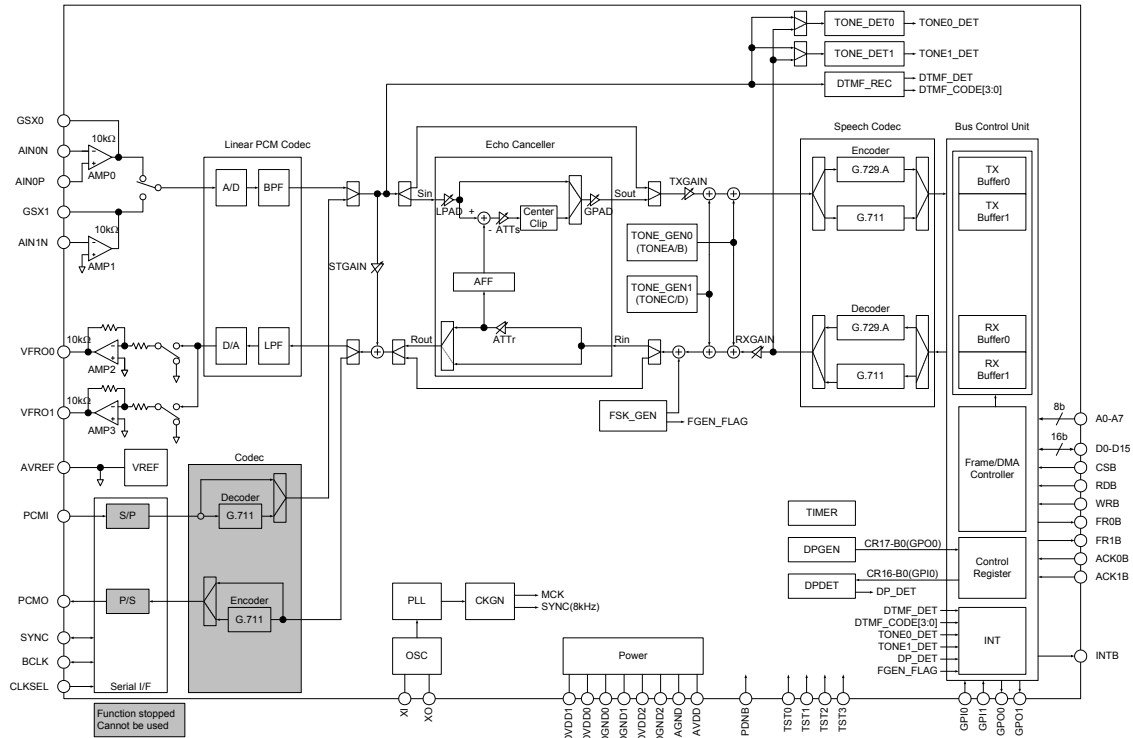 TONE_DET0
TONE0_DET
TONE_DET1
TONE1_DET
DTMF_REC
DTMF_DET
DTMF_CODE[3:0]
GSX0
10kΩ
AIN0N
AIN0P
AMP0
GSX1
10kΩ
AIN1N
AMP1
Linear PCM Codec
A/D
BPF
Echo Canceller
Sin
LPAD
+
-
ATTs
Center
Clip
GPAD
Sout
TXGAIN
AFF
ATTr
Rout
Rin
STGAIN
TONE_GEN0
(TONEA/B)
TONE_GEN1
(TONEC/D)
RXGAIN
FSK_GEN
FGEN_FLAG
Speech Codec
Encoder
G.729.A
G.711
Decoder
G.729.A
G.711
Bus Control Unit
TX
Buffer0
TX
Buffer1
RX
Buffer0
RX
Buffer1
VFRO0
10kΩ
AMP2
D/A
LPF
VFRO1
10kΩ
AMP3
AVREF
VREF
Codec
Decoder
G.711
PCMI
S/P
PCMO
P/S
Encoder
G.711
SYNC
BCLK
CLKSEL
Serial I/F
Function stopped
Cannot be used
PLL
CKGN
MCK
SYNC(8kHz)
OSC
XI
XO
Power
DVDD1
DVDD0
DGND0
DGND1
DVDD2
DGND2
AGND
AVDD
PDNB
TST0
TST1
TST2
TST3
TIMER
DPGEN
CR17-B0(GPO0)
DPDET
CR16-B0(GPI0)
DP_DET
Frame/DMA
Controller
Control
Register
DTMF_DET
DTMF_CODE[3:0]
TONE0_DET
TONE1_DET
DP_DET
FGEN_FLAG
INT
8b
A0-A7
16b
D0-D15
CSB
RDB
WRB
FR0B
FR1B
ACK0B
ACK1B
INTB
GPI0
GPI1
GPO0
GPO1